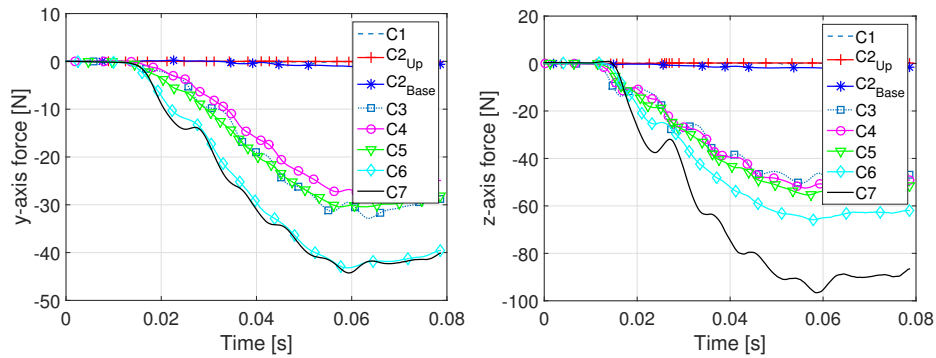 10
0
-10
-20
-30
-40
-50
y-axis force [N]
0
0.02
0.04
0.06
0.08
Time [s]
C1
C2Up
C2Base
C3
C4
C5
C6
C7
20
0
-20
-40
-60
-80
-100
z-axis force [N]
0
0.02
0.04
0.06
0.08
Time [s]
C1
C2Up
C2Base
C3
C4
C5
C6
C7